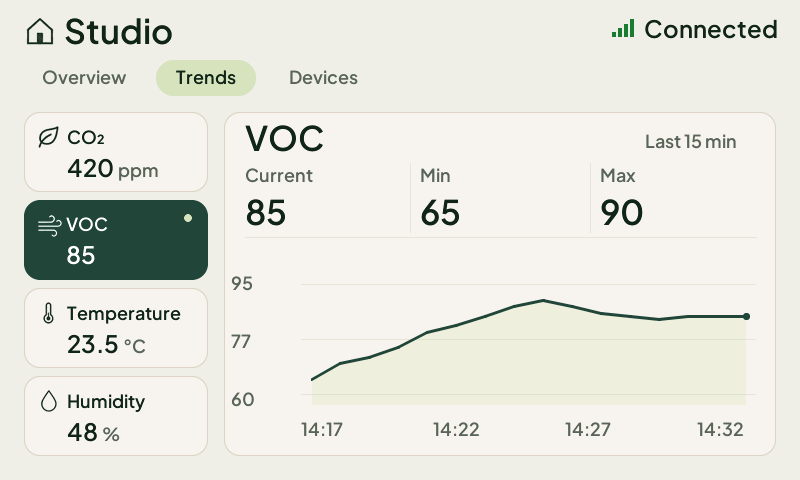 Studio
Connected
Overview Trends Devices
CO₂
420 ppm
VOC
85
Temperature
23.5 °C
Humidity
48 %
VOC
Last 15 min
Current Min Max
85 65 90
95
77
60
14:17 14:22 14:27 14:32